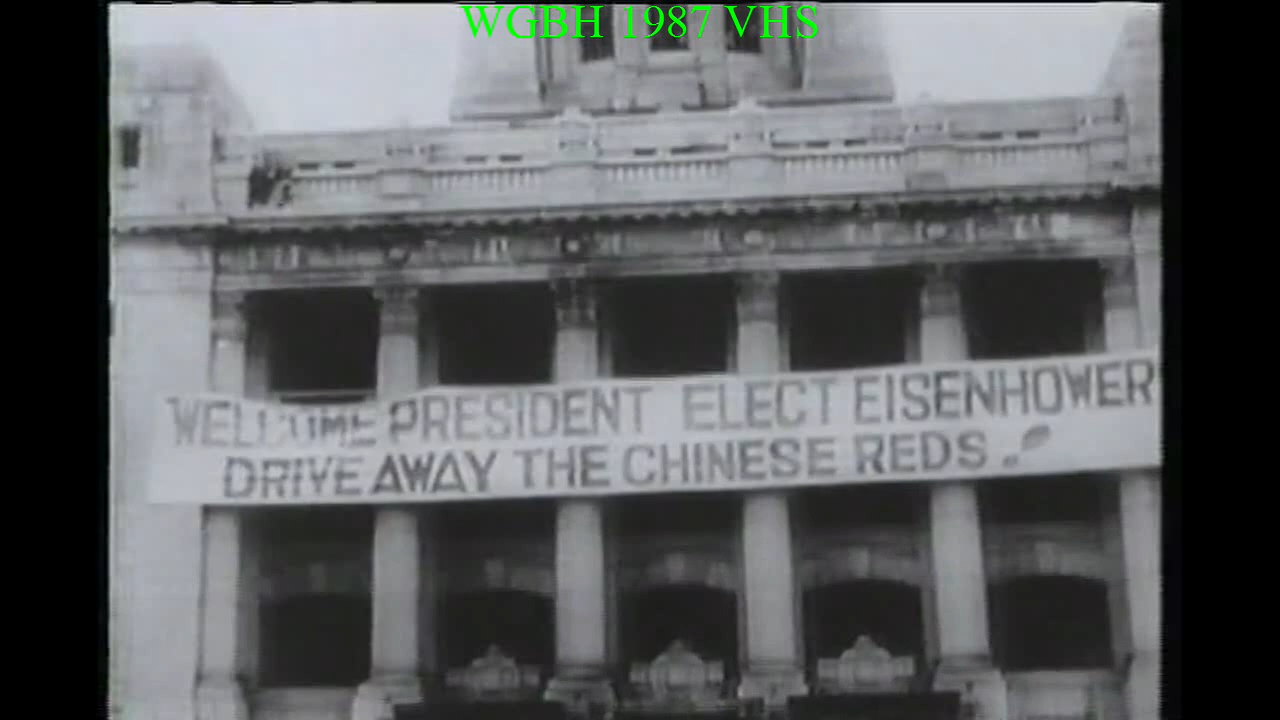 WGBH 1987 VHS
WELCOME PRESIDENT ELECT EISENHOWER
DRIVE AWAY THE CHINESE REDS.!